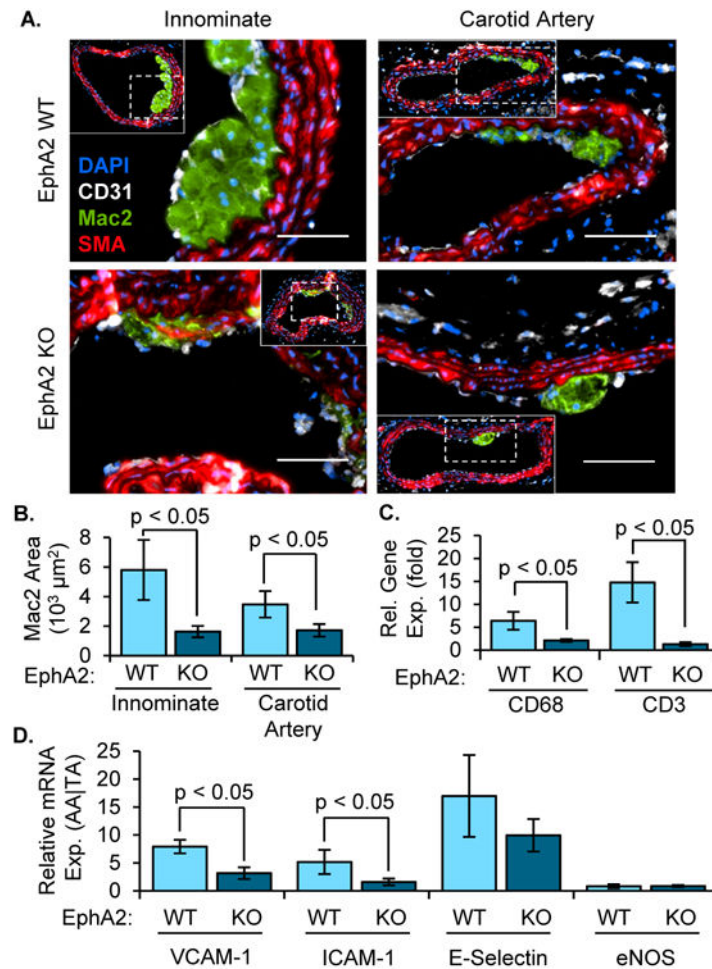 A.
Innominate
Carotid Artery
EphA2 WT
DAPI
CD31
Mac2
SMA
EphA2 KO
B.
Mac2 Area
(10³ µm²)
8
6
4
2
0
p < 0.05
p < 0.05
EphA2:
WT KO WT KO
Innominate
Carotid
Artery
C.
Rel. Gene
Exp. (fold)
25
20
15
10
5
0
p < 0.05
p < 0.05
EphA2:
WT KO WT KO
CD68 CD3
D.
Relative mRNA
Exp. (AA|TA)
25
20
15
10
5
0
p < 0.05
p < 0.05
EphA2:
WT KO WT KO WT KO WT KO
VCAM-1 ICAM-1 E-Selectin eNOS